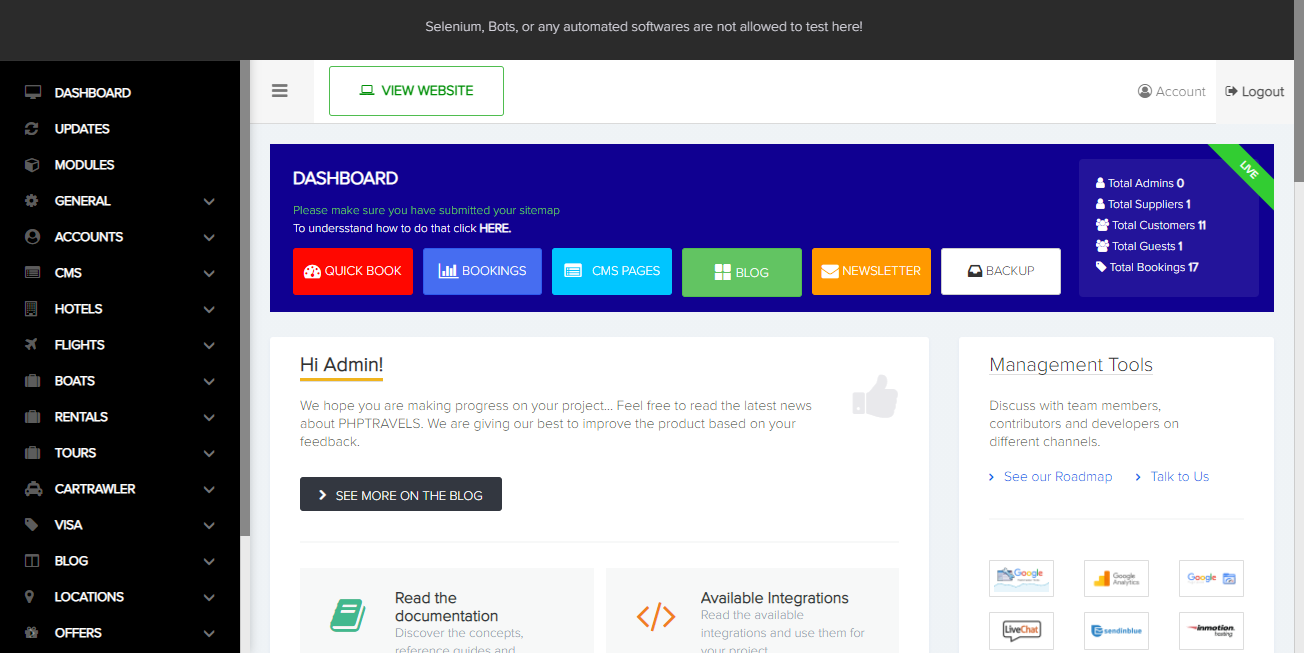 Selenium, Bots, or any automated softwares are not allowed to test here!
DASHBOARD
UPDATES
MODULES
GENERAL
ACCOUNTS
CMS
HOTELS
FLIGHTS
BOATS
RENTALS
TOURS
CARTRAWLER
VISA
BLOG
LOCATIONS
OFFERS
VIEW WEBSITE
Account
Logout
DASHBOARD
Please make sure you have submitted your sitemap
To undersstand how to do that click HERE.
QUICK BOOK
BOOKINGS
CMS PAGES
BLOG
NEWSLETTER
BACKUP
Total Admins 0
Total Suppliers 1
Total Customers 11
Total Guests 1
Total Bookings 17
LIVE
Hi Admin!
We hope you are making progress on your project... Feel free to read the latest news
about PHPTRAVELS. We are giving our best to improve the product based on your
feedback.
SEE MORE ON THE BLOG
Read the
documentation
Discover the concepts,
reference guides and
Available Integrations
Read the available
integrations and use them for
your project
Management Tools
Discuss with team members,
contributors and developers on
different channels.
See our Roadmap
Talk to Us
Google
Google
Analytics
Google
LiveChat
sendinblue
inmotion
hosting